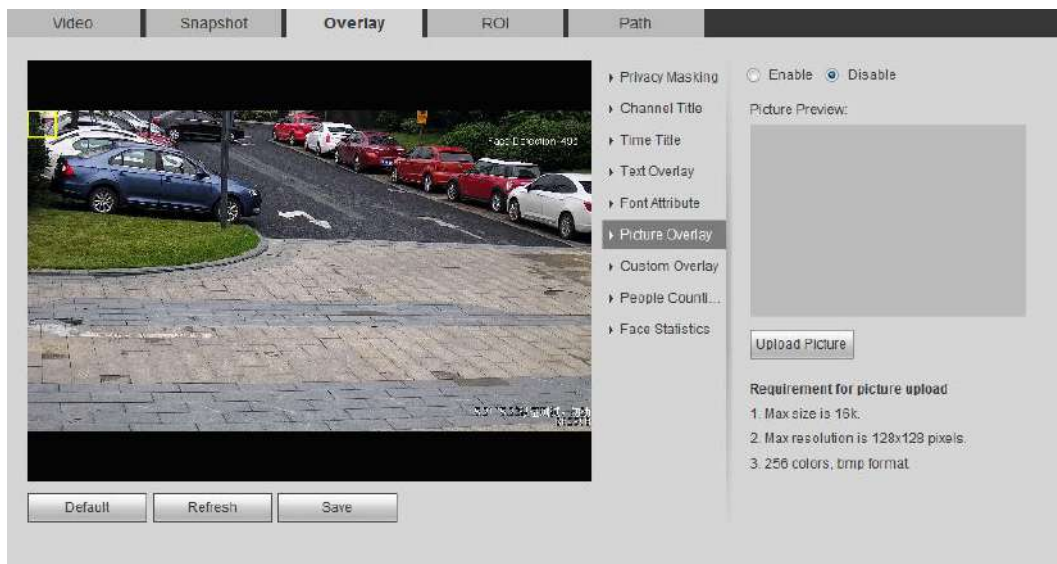 Video Snapshot Overlay ROI Path
Privacy Masking
Channel Title
Time Title
Text Overlay
Font Attribute
Picture Overlay
Custom Overlay
People Counti...
Face Statistics
Enable Disable
Picture Preview:
Face Detection
Upload Picture
Requirement for picture upload
1. Max size is 16k.
2. Max resolution is 128x128 pixels.
3. 256 colors, bmp format
Default Refresh Save